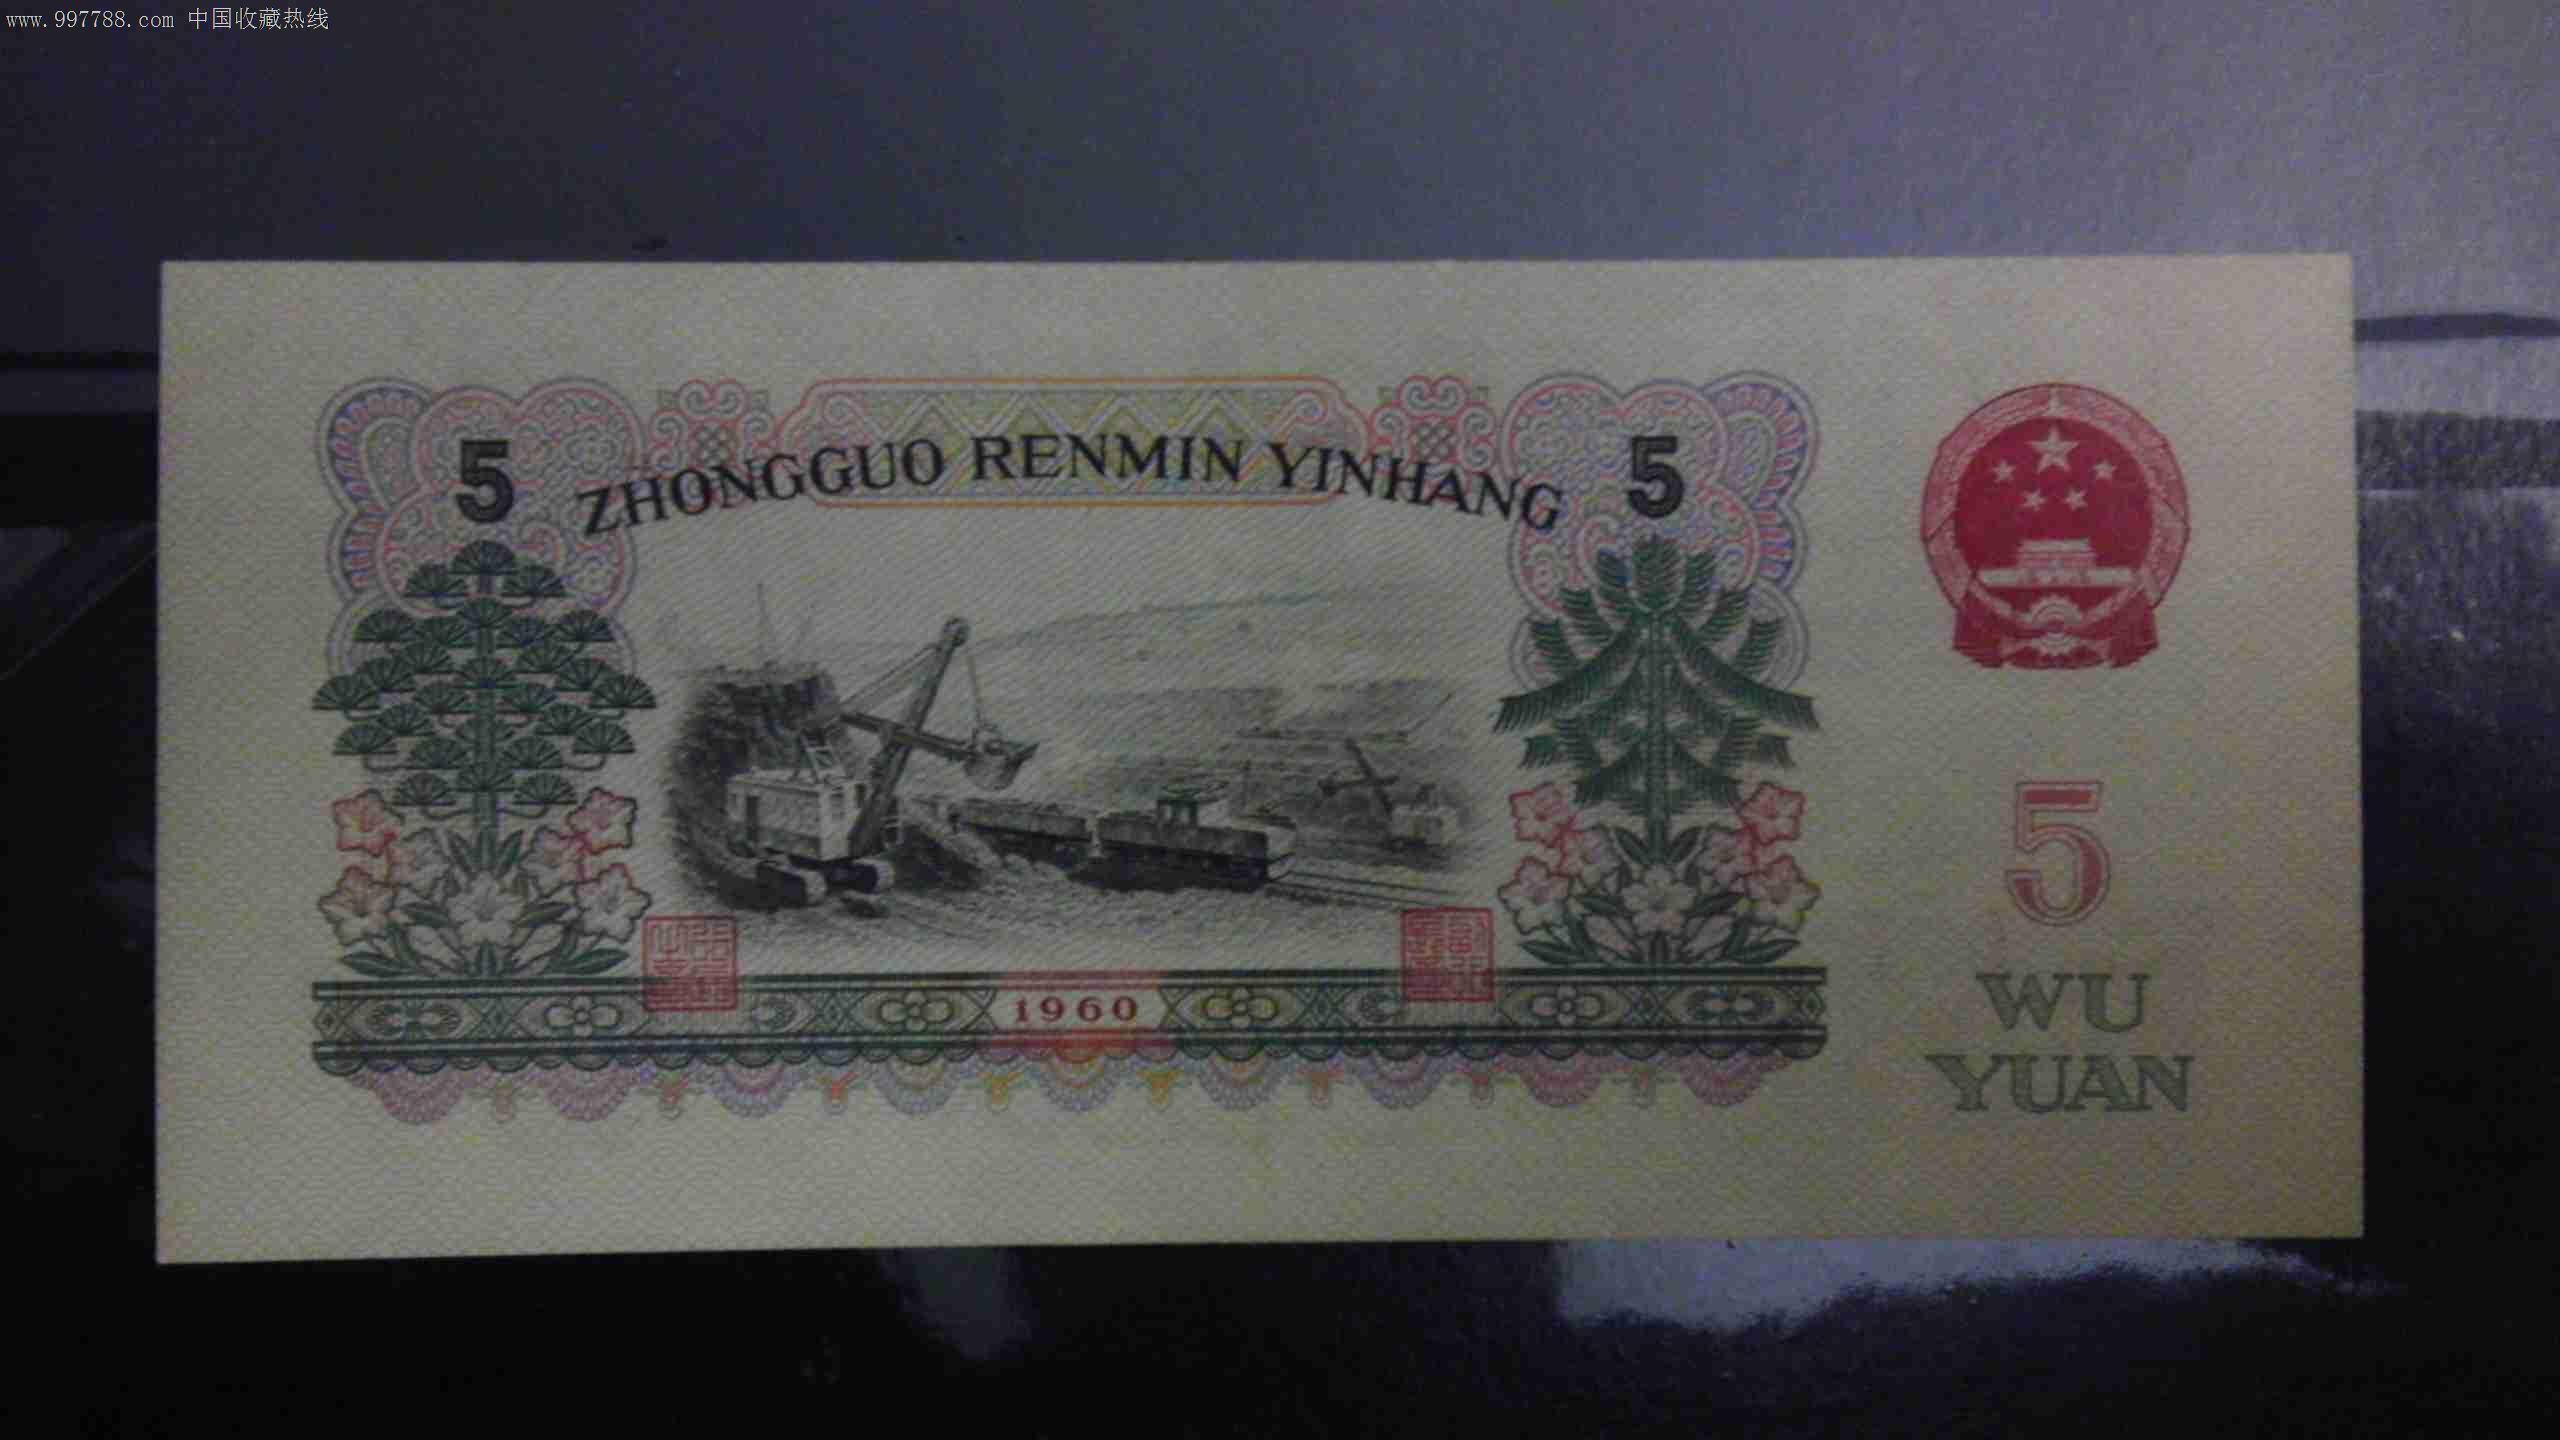 www.997788.com 中国收藏热线
5 ZHONGGUO RENMIN YINHANG 5
1960
5
WU
YUAN